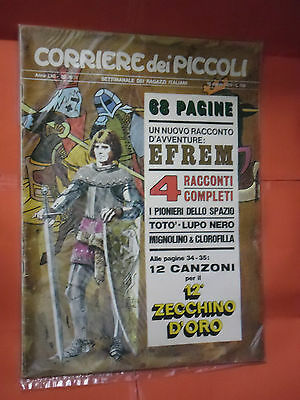 CORRIERE dei PICCOLI
SETTIMANALE DEI RAGAZZI ITALIANI
68 PAGINE
UN NUOVO RACCONTO
D'AVVENTURE:
EFREM
4 RACCONTI
COMPLETI
I PIONIERI DELLO SPAZIO
TOTO'-LUPO NERO
MIGNOLINO & CLOROFILLA
Alle pagine 34-35:
12 CANZONI
per il
12°
ZECCHINO
D'ORO